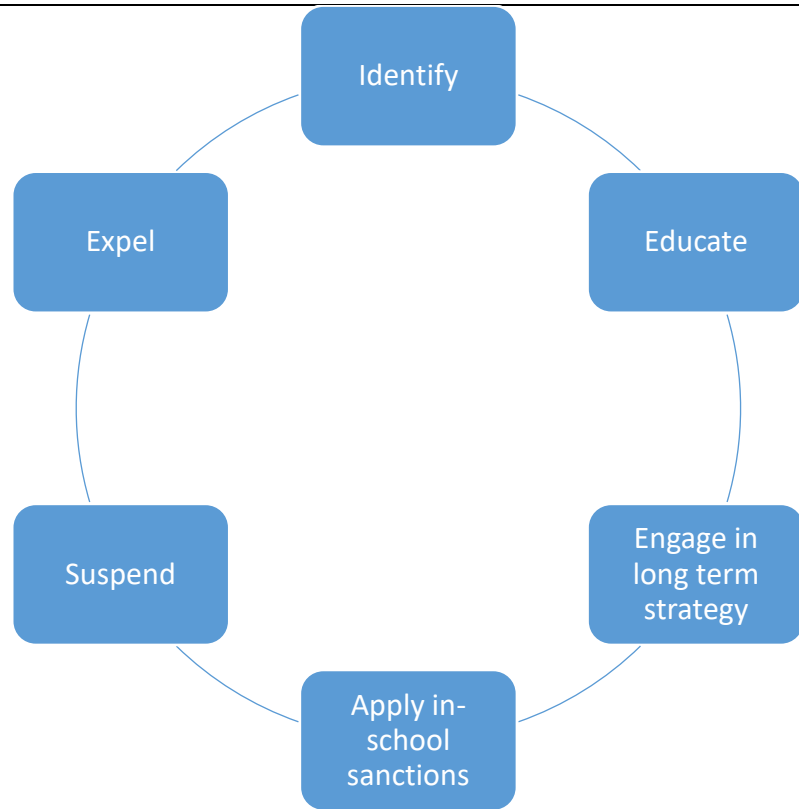 Identify
Educate
Engage in
long term
strategy
Apply in-
school
sanctions
Suspend
Expel